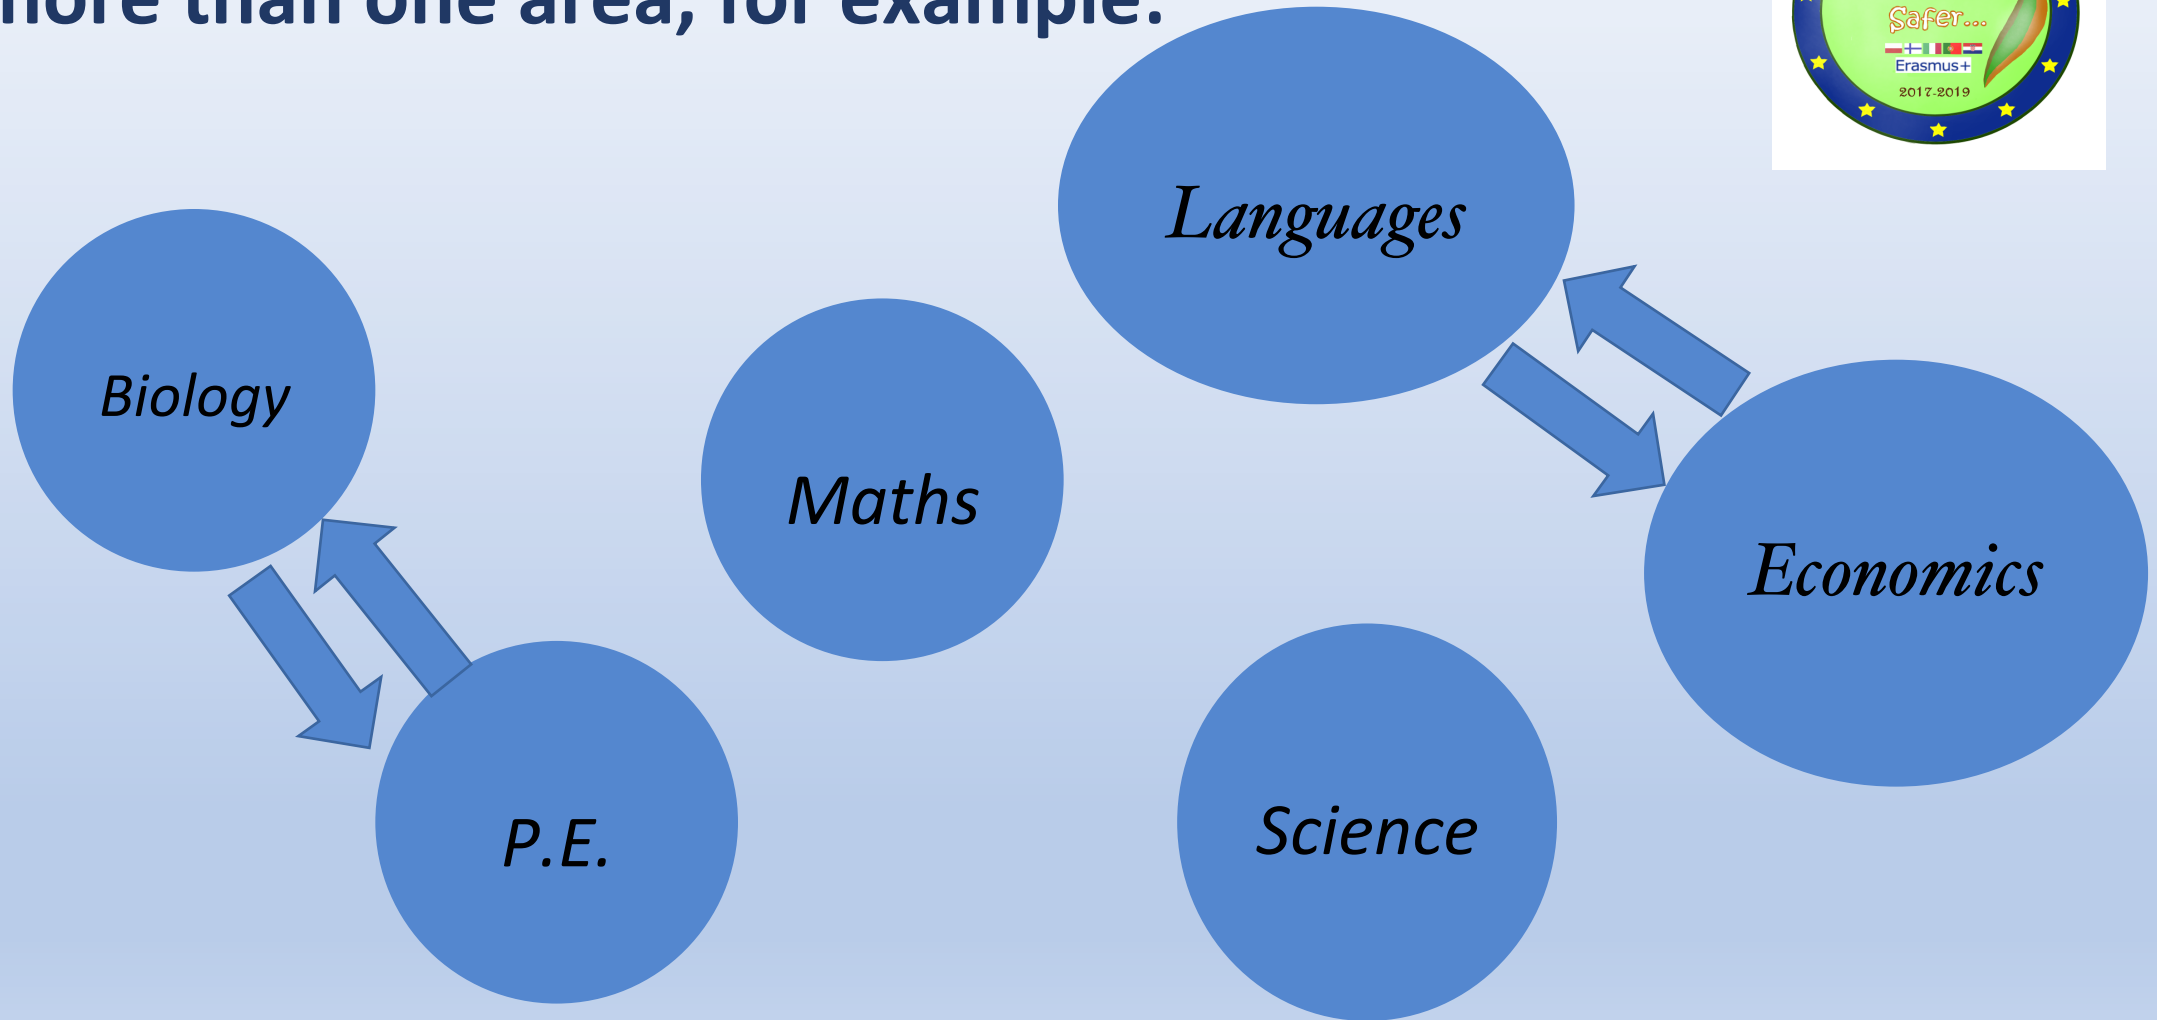 more than one area, for example:
Safer...
Erasmus+
2017-2019
Languages
Biology
Maths
Economics
P.E.
Science